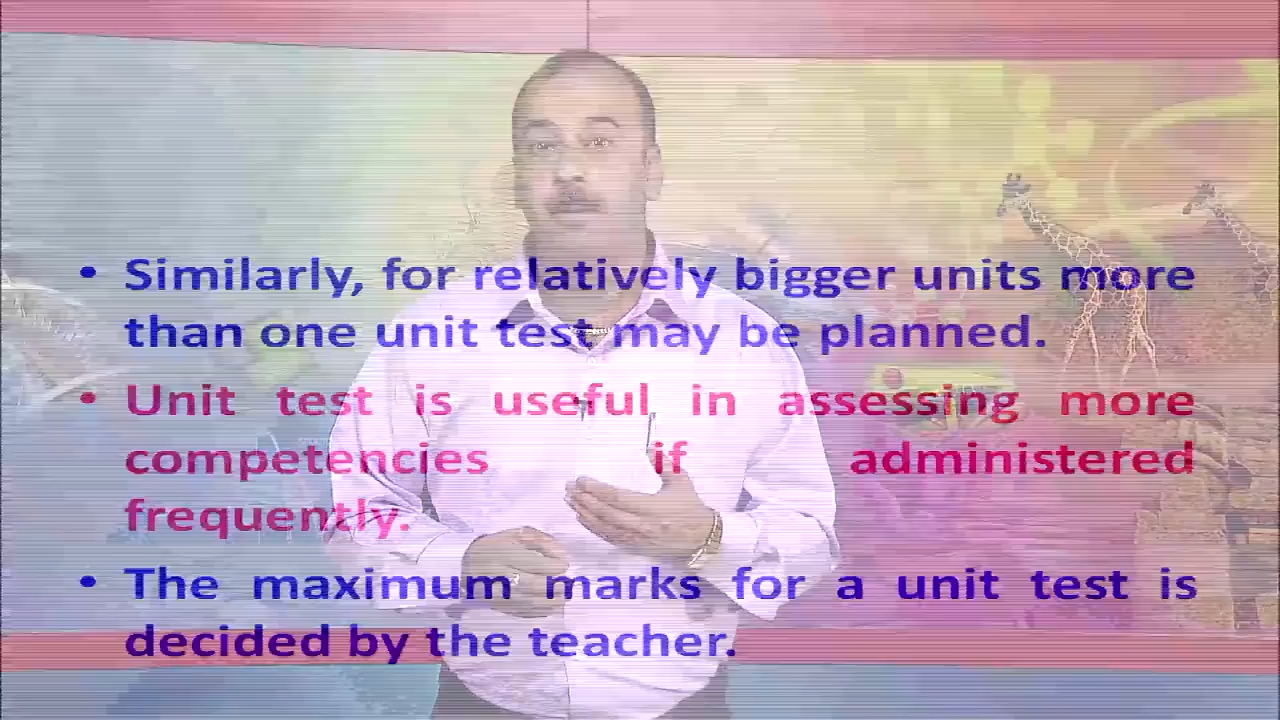 • Similarly, for relatively bigger units more
than one unit test may be planned.
• Unit test is useful in assessing more
competencies if administered
frequently.
• The maximum marks for a unit test is
decided by the teacher.